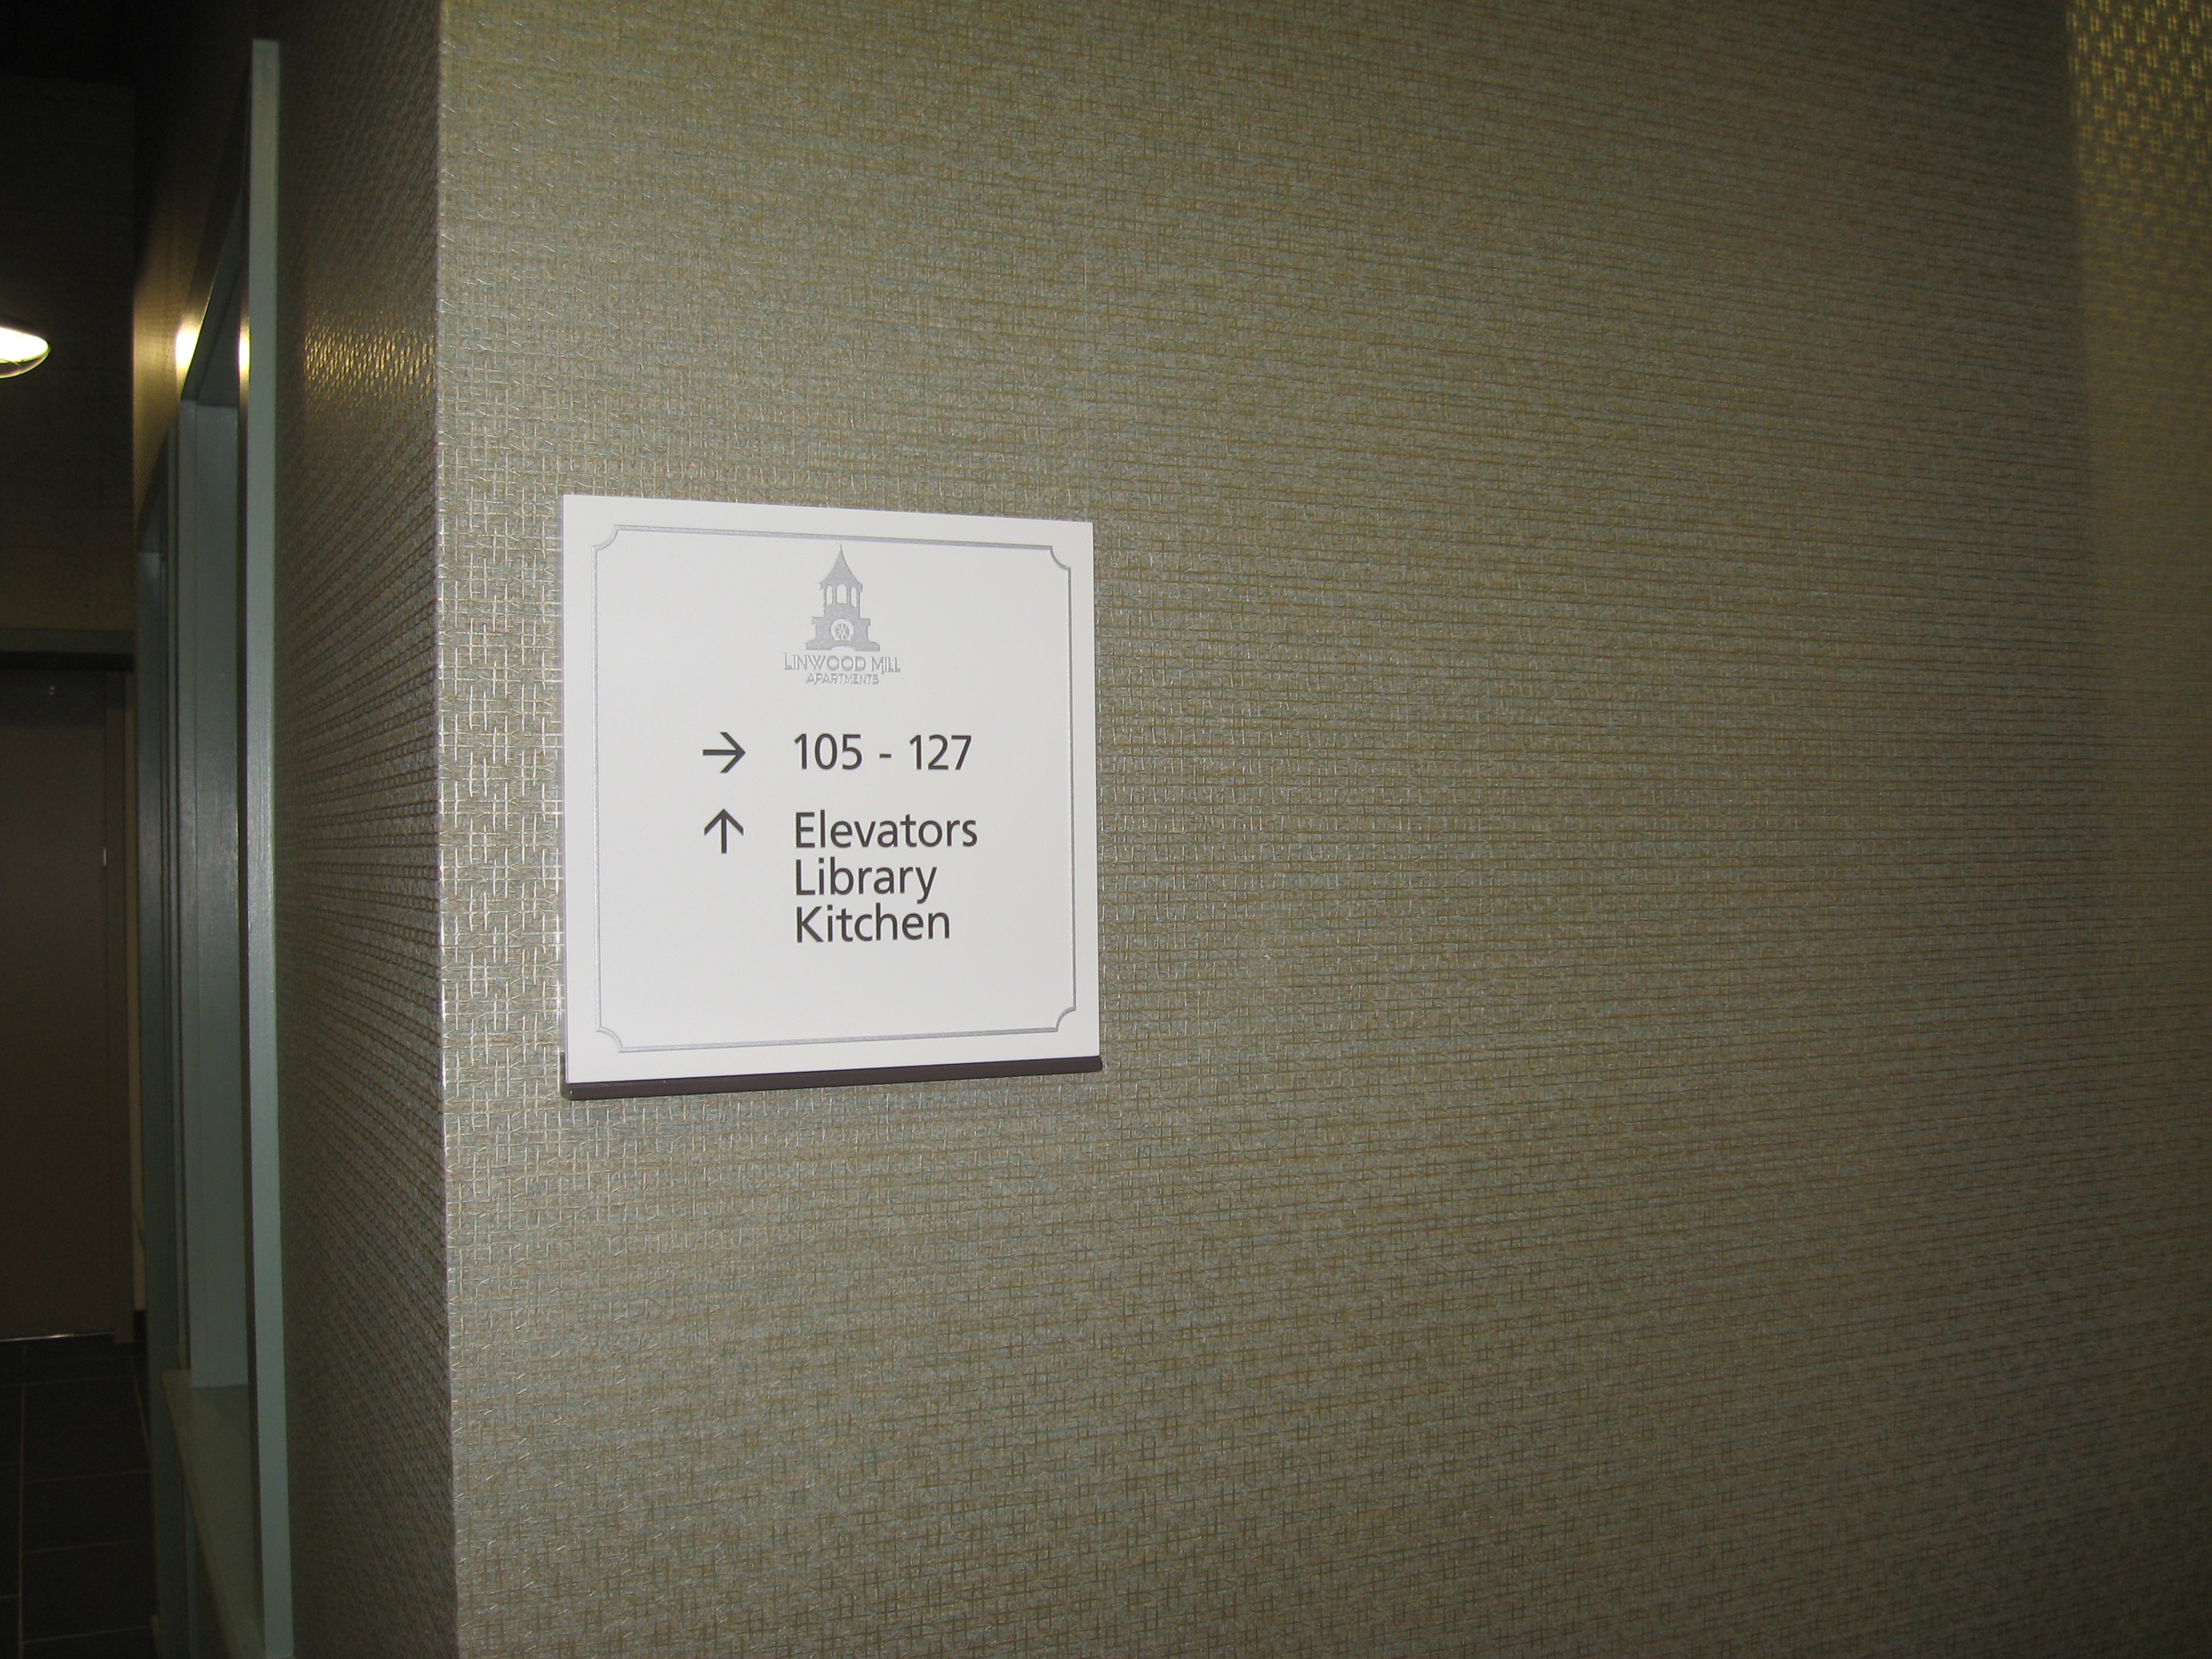 LINWOOD MILL
APARTMENTS
→ 105 - 127
↑ Elevators
Library
Kitchen